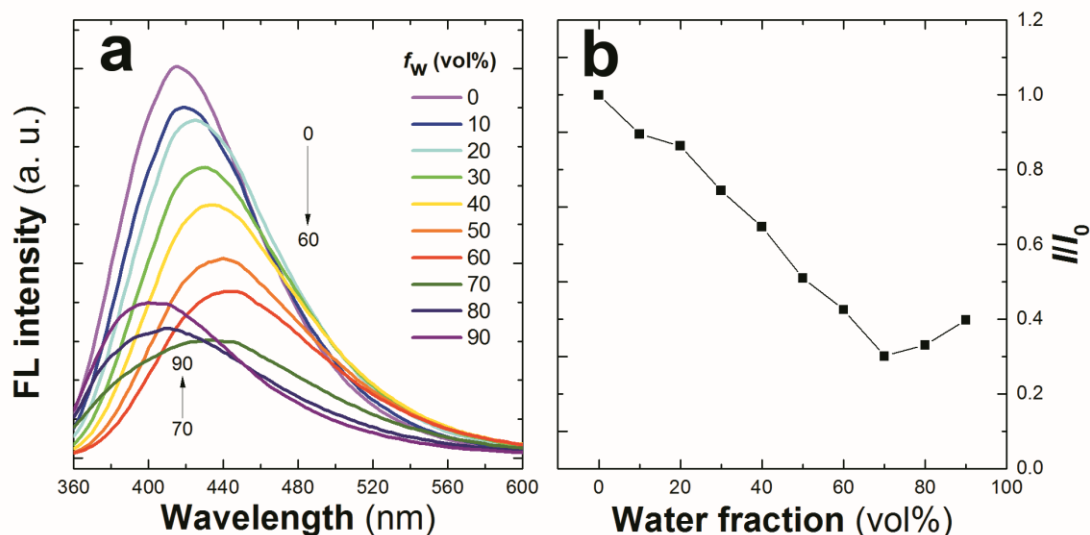 a
f_w (vol%)
0
10
20
30
40
50
60
70
80
90
0
60
90
70
FL intensity (a. u.)
360 400 440 480 520 560 600
Wavelength (nm)
b
1.2
1.0
0.8
0.6
0.4
0.2
0.0
I/I_0
0 20 40 60 80 100
Water fraction (vol%)